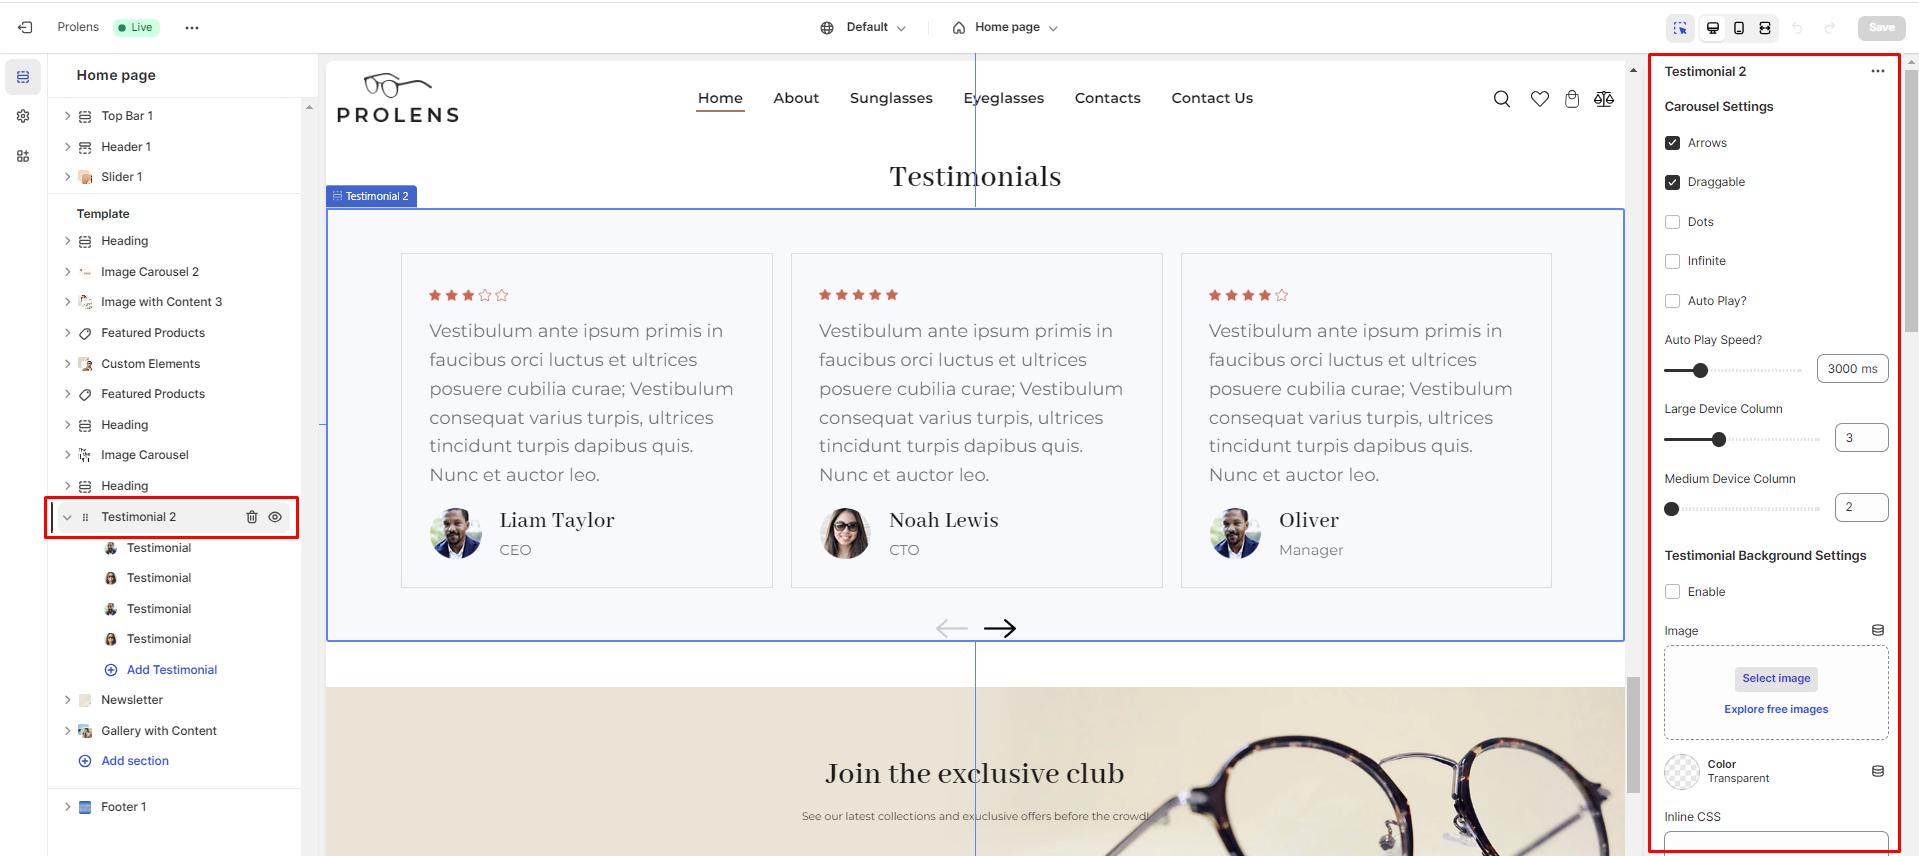 Prolens
Live
Default
Home page
Save
Home page
Top Bar 1
Header 1
Slider 1
Template
Heading
Image Carousel 2
Image with Content 3
Featured Products
Custom Elements
Featured Products
Heading
Image Carousel
Heading
Testimonial 2
Testimonial
Testimonial
Testimonial
Testimonial
Add Testimonial
Newsletter
Gallery with Content
Add section
Footer 1
PROLENS
Home
About
Sunglasses
Eyeglasses
Contacts
Contact Us
Testimonials
Testimonial 2
Vestibulum ante ipsum primis in
faucibus orci luctus et ultrices
posuere cubilia curae; Vestibulum
consequat varius turpis, ultrices
tincidunt turpis dapibus quis.
Nunc et auctor leo.
Liam Taylor
CEO
Vestibulum ante ipsum primis in
faucibus orci luctus et ultrices
posuere cubilia curae; Vestibulum
consequat varius turpis, ultrices
tincidunt turpis dapibus quis.
Nunc et auctor leo.
Noah Lewis
CTO
Vestibulum ante ipsum primis in
faucibus orci luctus et ultrices
posuere cubilia curae; Vestibulum
consequat varius turpis, ultrices
tincidunt turpis dapibus quis.
Nunc et auctor leo.
Oliver
Manager
Join the exclusive club
See our latest collections and exuclusive offers before the crowd!
Testimonial 2
Carousel Settings
Arrows
Draggable
Dots
Infinite
Auto Play?
Auto Play Speed?
3000 ms
Large Device Column
3
Medium Device Column
2
Testimonial Background Settings
Enable
Image
Select image
Explore free images
Color
Transparent
Inline CSS